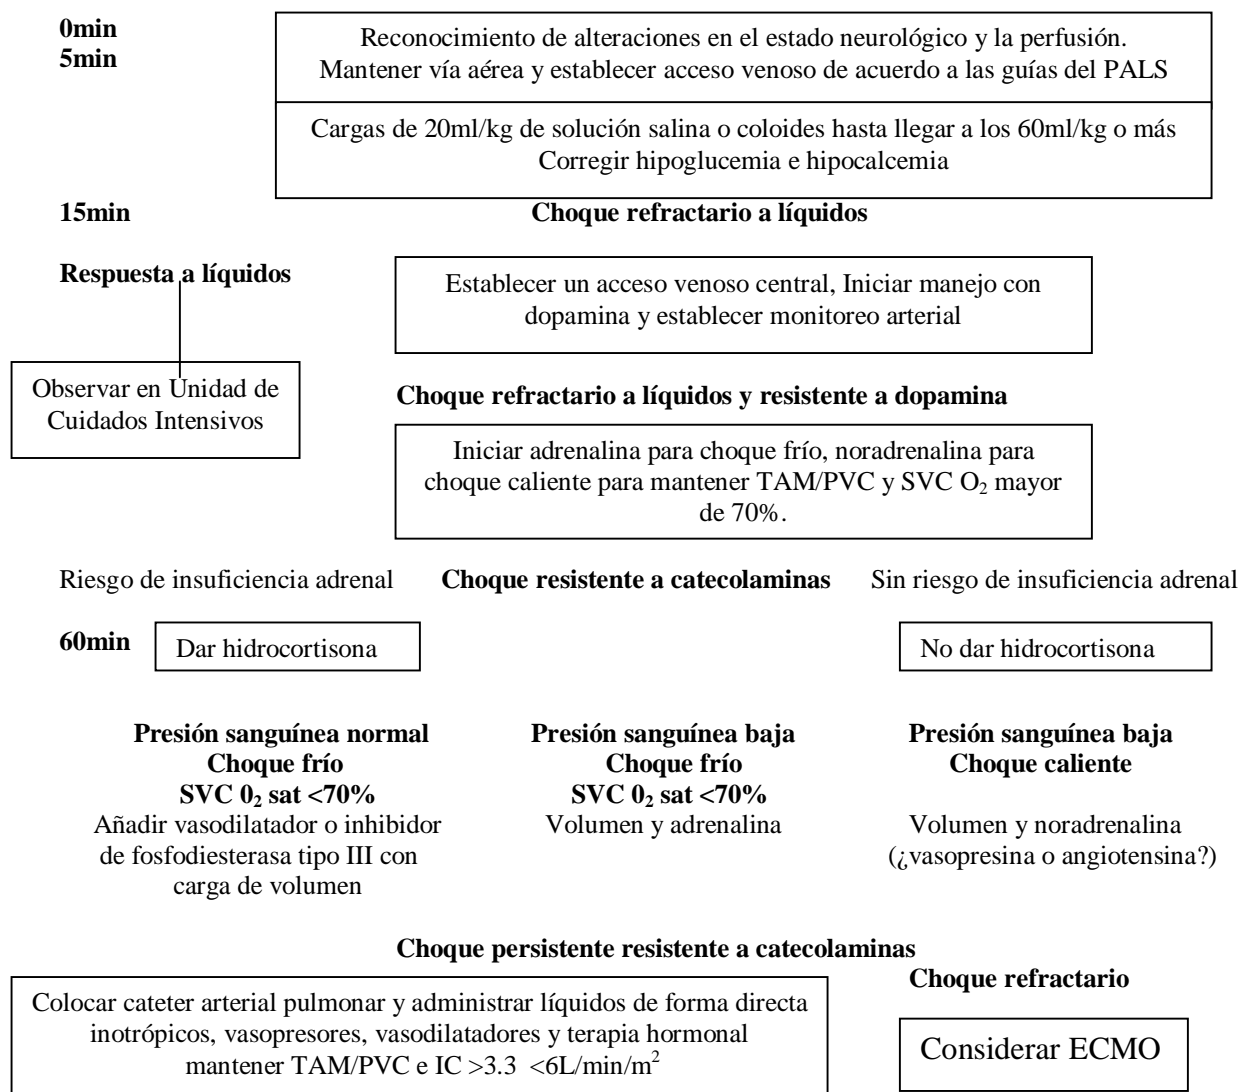 0min
5min
Reconocimiento de alteraciones en el estado neurológico y la perfusión.
Mantener vía aérea y establecer acceso venoso de acuerdo a las guías del PALS
Cargas de 20ml/kg de solución salina o coloides hasta llegar a los 60ml/kg o más
Corregir hipoglucemia e hipocalcemia
15min
Choque refractario a líquidos
Respuesta a líquidos
Establecer un acceso venoso central, Iniciar manejo con
dopamina y establecer monitoreo arterial
Observar en Unidad de
Cuidados Intensivos
Choque refractario a líquidos y resistente a dopamina
Iniciar adrenalina para choque frío, noradrenalina para
choque caliente para mantener TAM/PVC y SVC O₂ mayor
de 70%.
Riesgo de insuficiencia adrenal
Choque resistente a catecolaminas
Sin riesgo de insuficiencia adrenal
60min
Dar hidrocortisona
No dar hidrocortisona
Presión sanguínea normal
Choque frío
SVC 0₂ sat <70%
Añadir vasodilatador o inhibidor
de fosfodiesterasa tipo III con
carga de volumen
Presión sanguínea baja
Choque frío
SVC 0₂ sat <70%
Volumen y adrenalina
Presión sanguínea baja
Choque caliente
Volumen y noradrenalina
(¿vasopresina o angiotensina?)
Choque persistente resistente a catecolaminas
Choque refractario
Colocar cateter arterial pulmonar y administrar líquidos de forma directa
inotrópicos, vasopresores, vasodilatadores y terapia hormonal
mantener TAM/PVC e IC >3.3 <6L/min/m²
Considerar ECMO